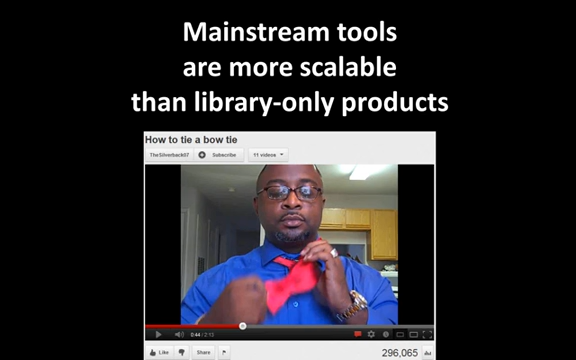 Mainstream tools
are more scalable
than library-only products
How to tie a bow tie
TheSilverback07 Subscribe 11 videos
0:44 / 2:15
Like Share
296,065